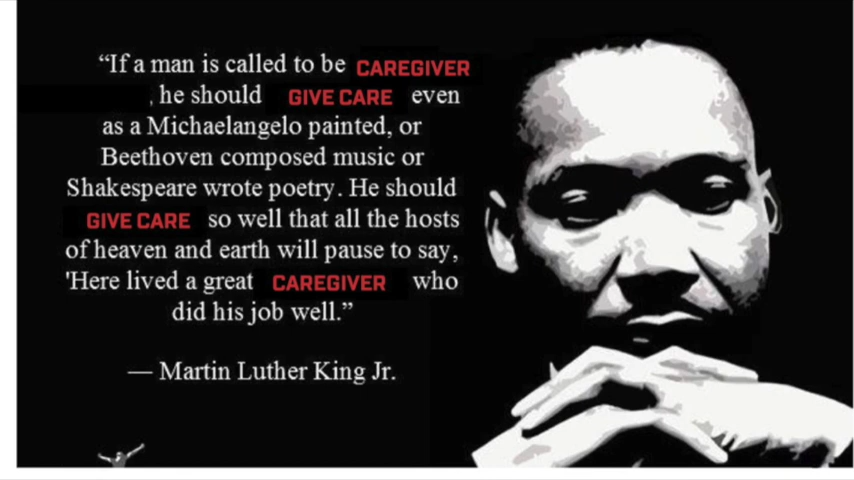 “If a man is called to be CAREGIVER
, he should GIVE CARE even
as a Michaelangelo painted, or
Beethoven composed music or
Shakespeare wrote poetry. He should
GIVE CARE so well that all the hosts
of heaven and earth will pause to say,
'Here lived a great CAREGIVER who
did his job well.”
— Martin Luther King Jr.